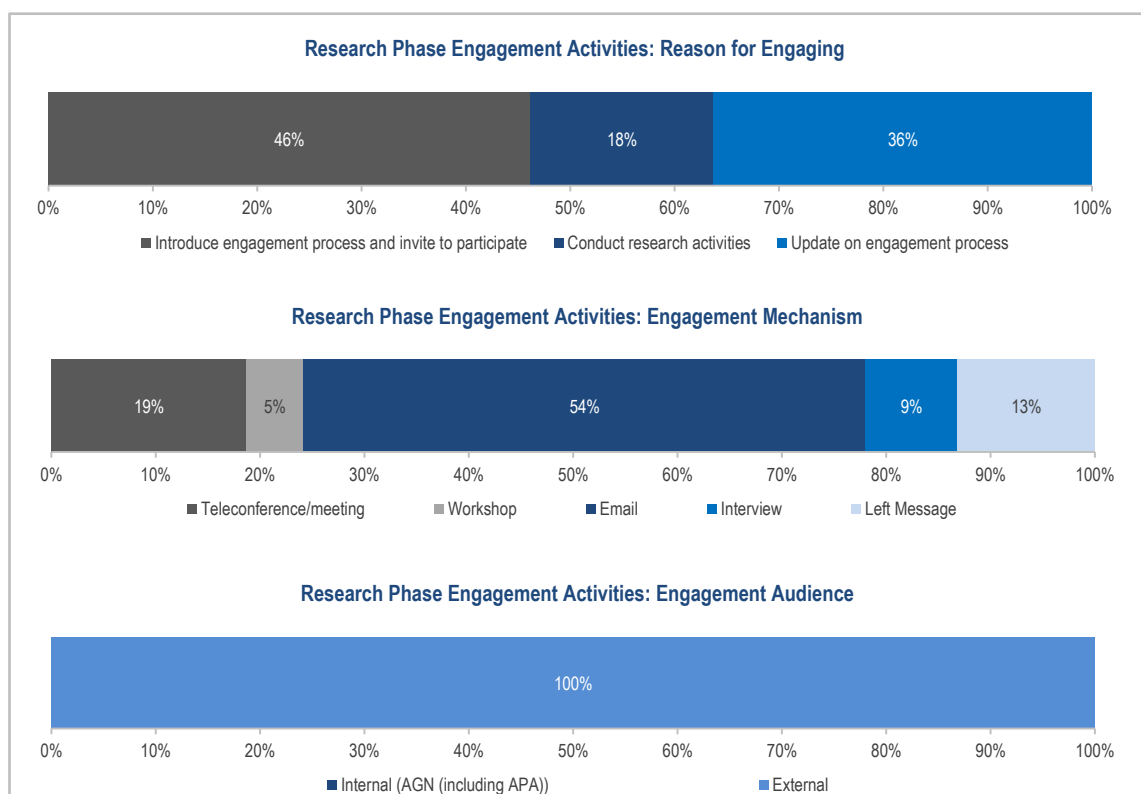 Research Phase Engagement Activities: Reason for Engaging
46% 18% 36%
0% 10% 20% 30% 40% 50% 60% 70% 80% 90% 100%
Introduce engagement process and invite to participate Conduct research activities Update on engagement process
Research Phase Engagement Activities: Engagement Mechanism
19% 5% 54% 9% 13%
0% 10% 20% 30% 40% 50% 60% 70% 80% 90% 100%
Teleconference/meeting Workshop Email Interview Left Message
Research Phase Engagement Activities: Engagement Audience
100%
0% 10% 20% 30% 40% 50% 60% 70% 80% 90% 100%
Internal (AGN (including APA)) External